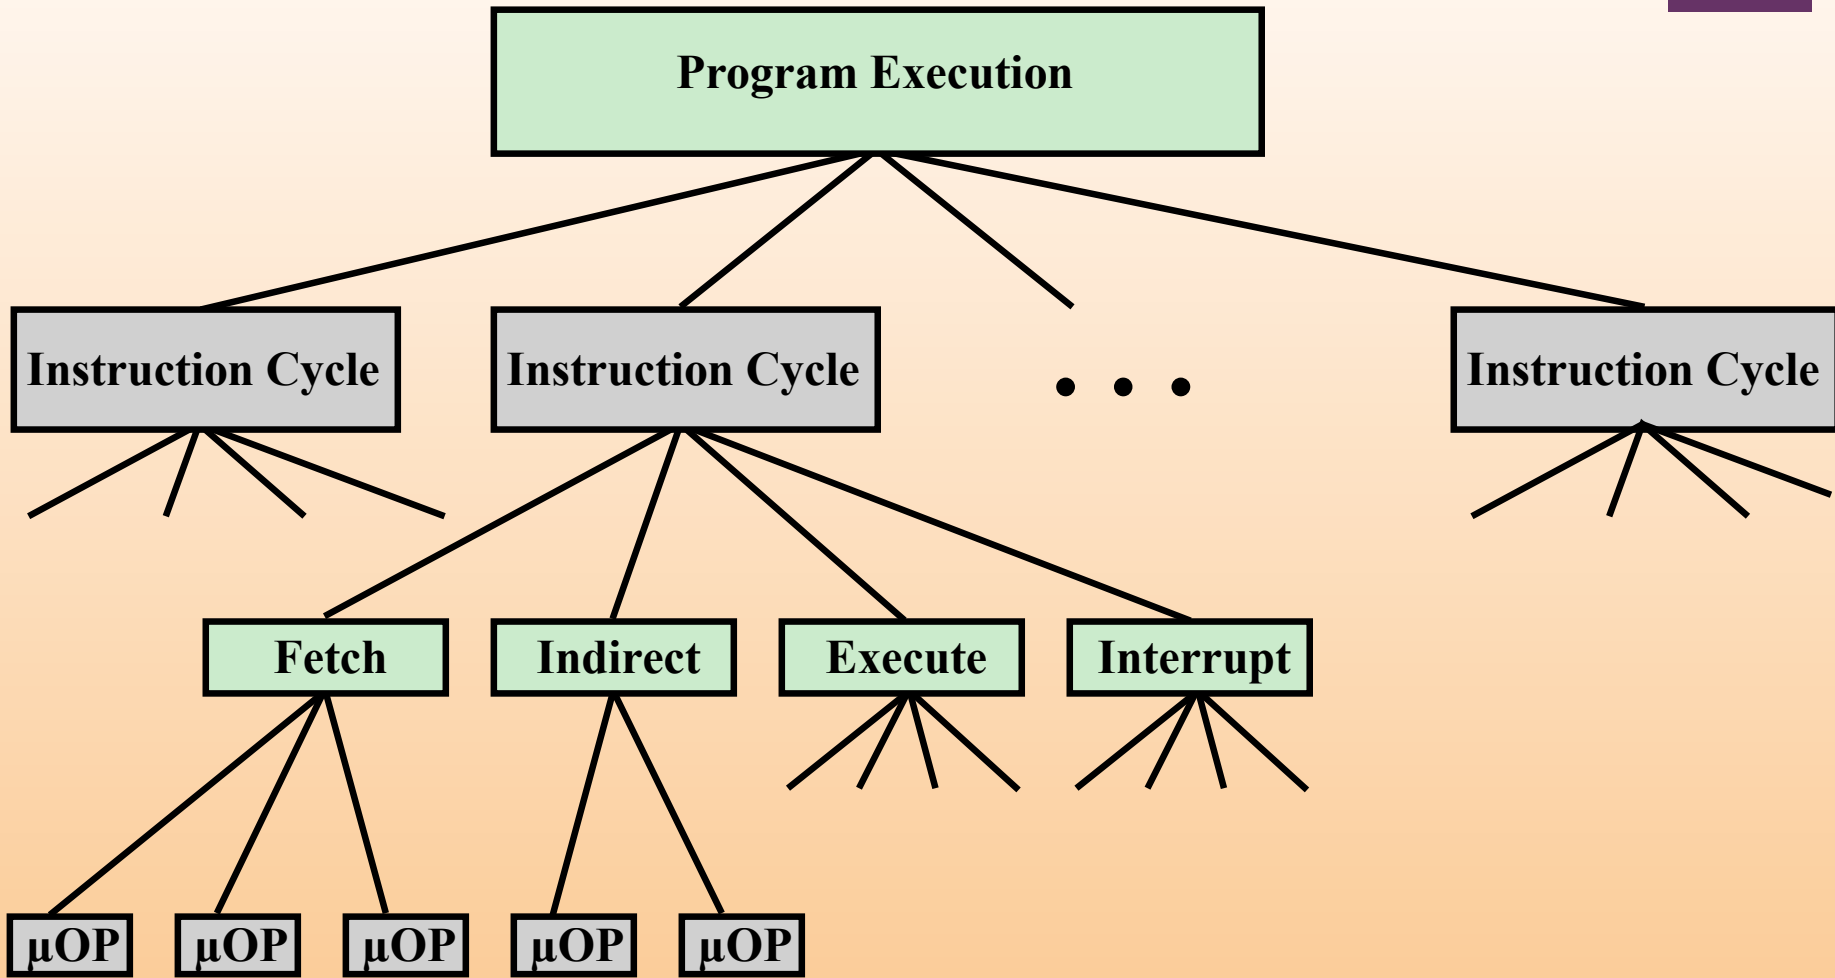 Program Execution
Instruction Cycle
Instruction Cycle
. . .
Instruction Cycle
Fetch
Indirect
Execute
Interrupt
μOP
μOP
μOP
μOP
μOP